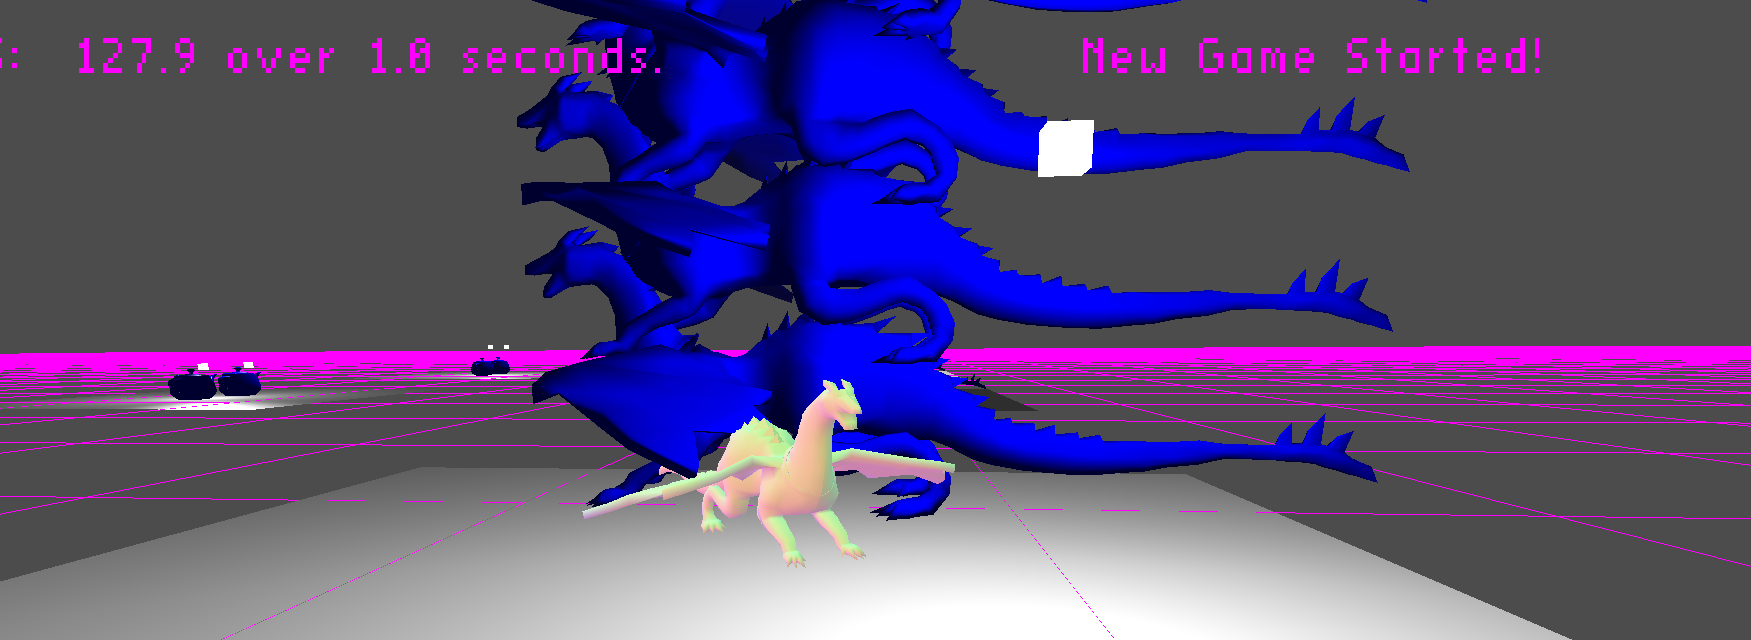 : 127.9 over 1.0 seconds.
New Game Started!